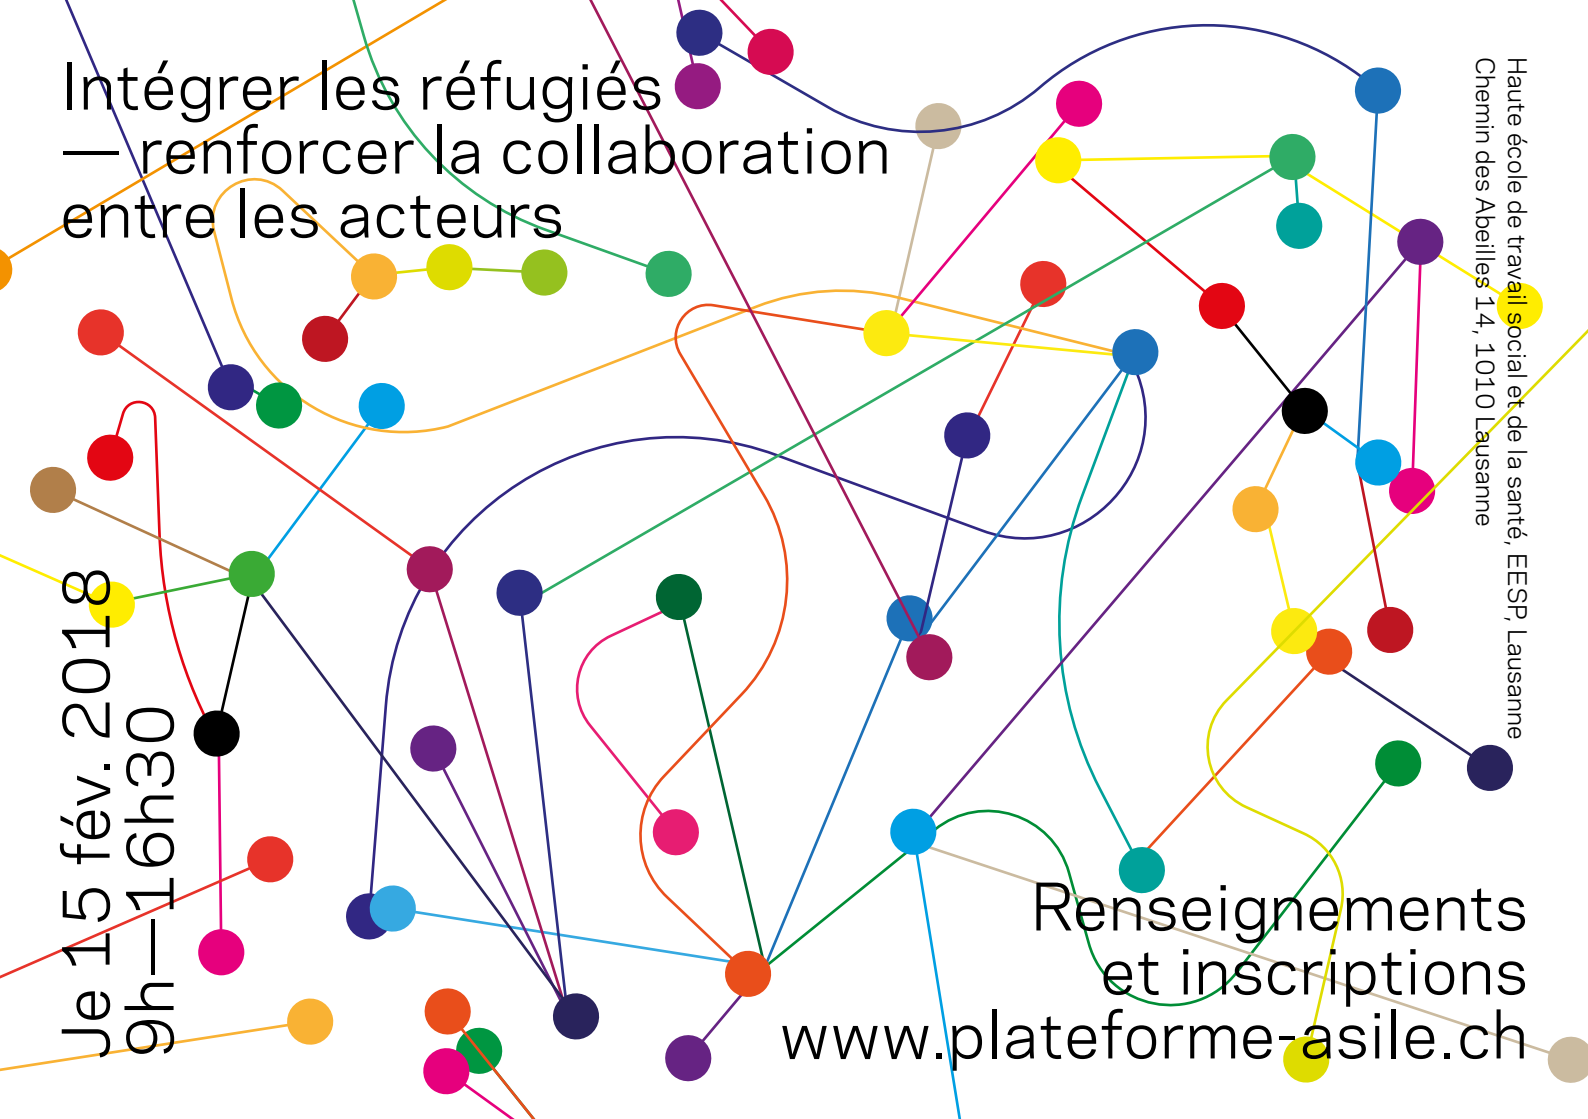 Intégrer les réfugiés
— renforcer la collaboration
entre les acteurs
Haute école de travail social et de la santé, EESP, Lausanne
Chemin des Abeilles 14, 1010 Lausanne
Je 15 fév. 2018
9h—16h30
Renseignements
et inscriptions
www.plateforme-asile.ch